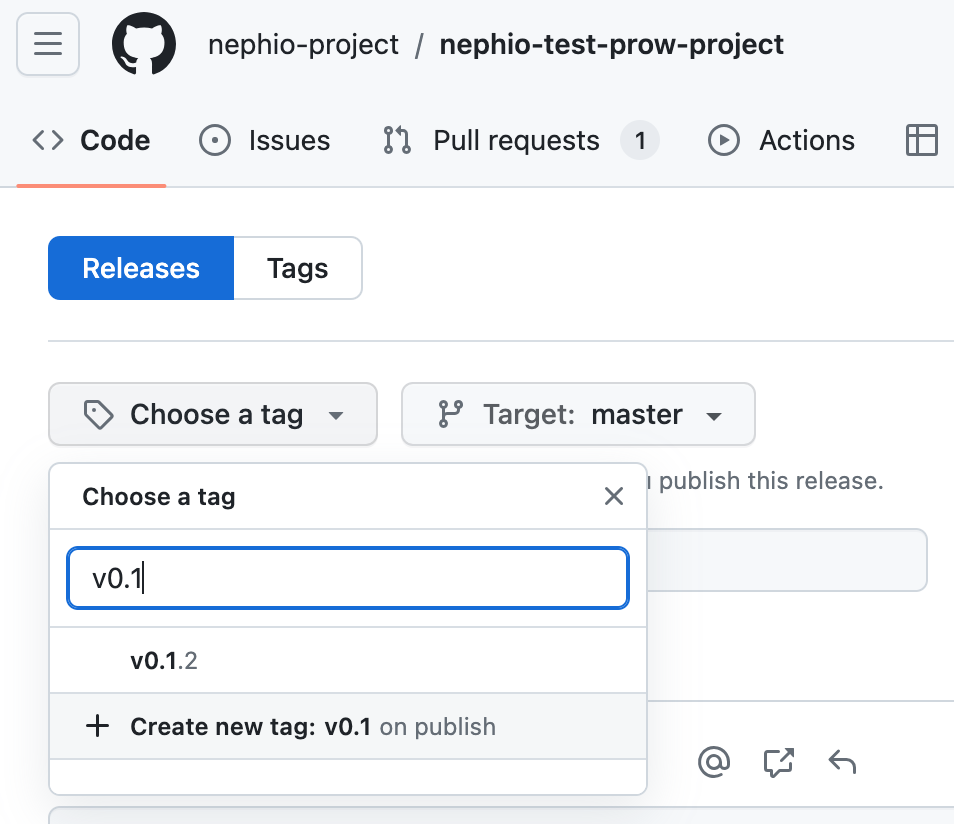 nephio-project / nephio-test-prow-project
Code Issues Pull requests 1 Actions
Releases Tags
Choose a tag Target: master
Choose a tag
publish this release.
v0.1
v0.1.2
Create new tag: v0.1 on publish